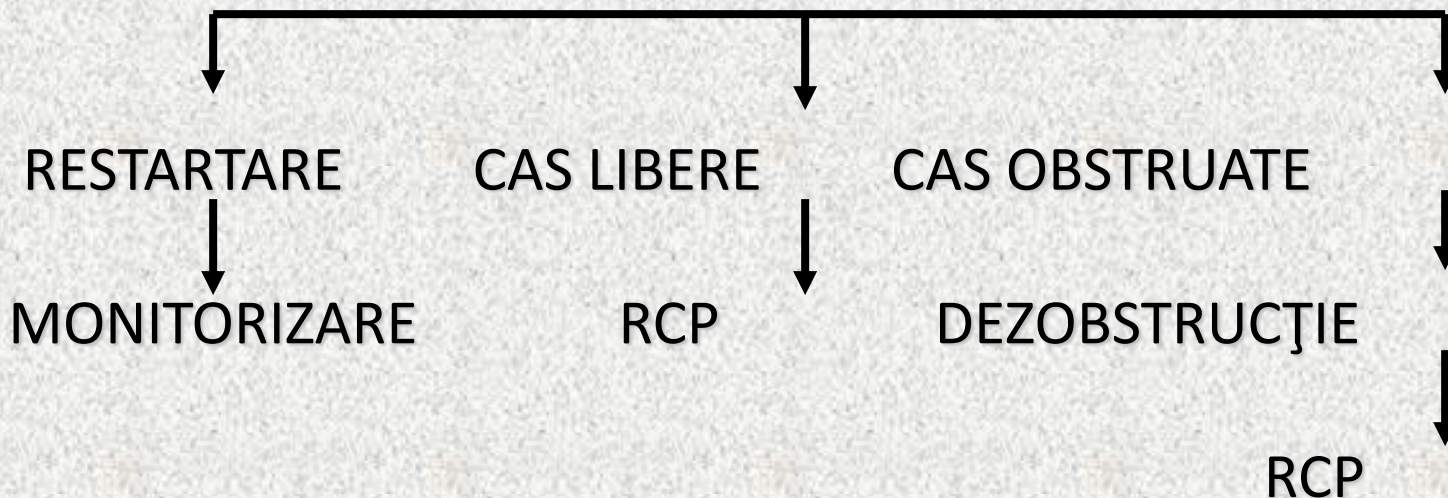 RESTARTARE CAS LIBERE CAS OBSTRUATE
MONITORIZARE RCP DEZOBSTRUCŢIE
RCP